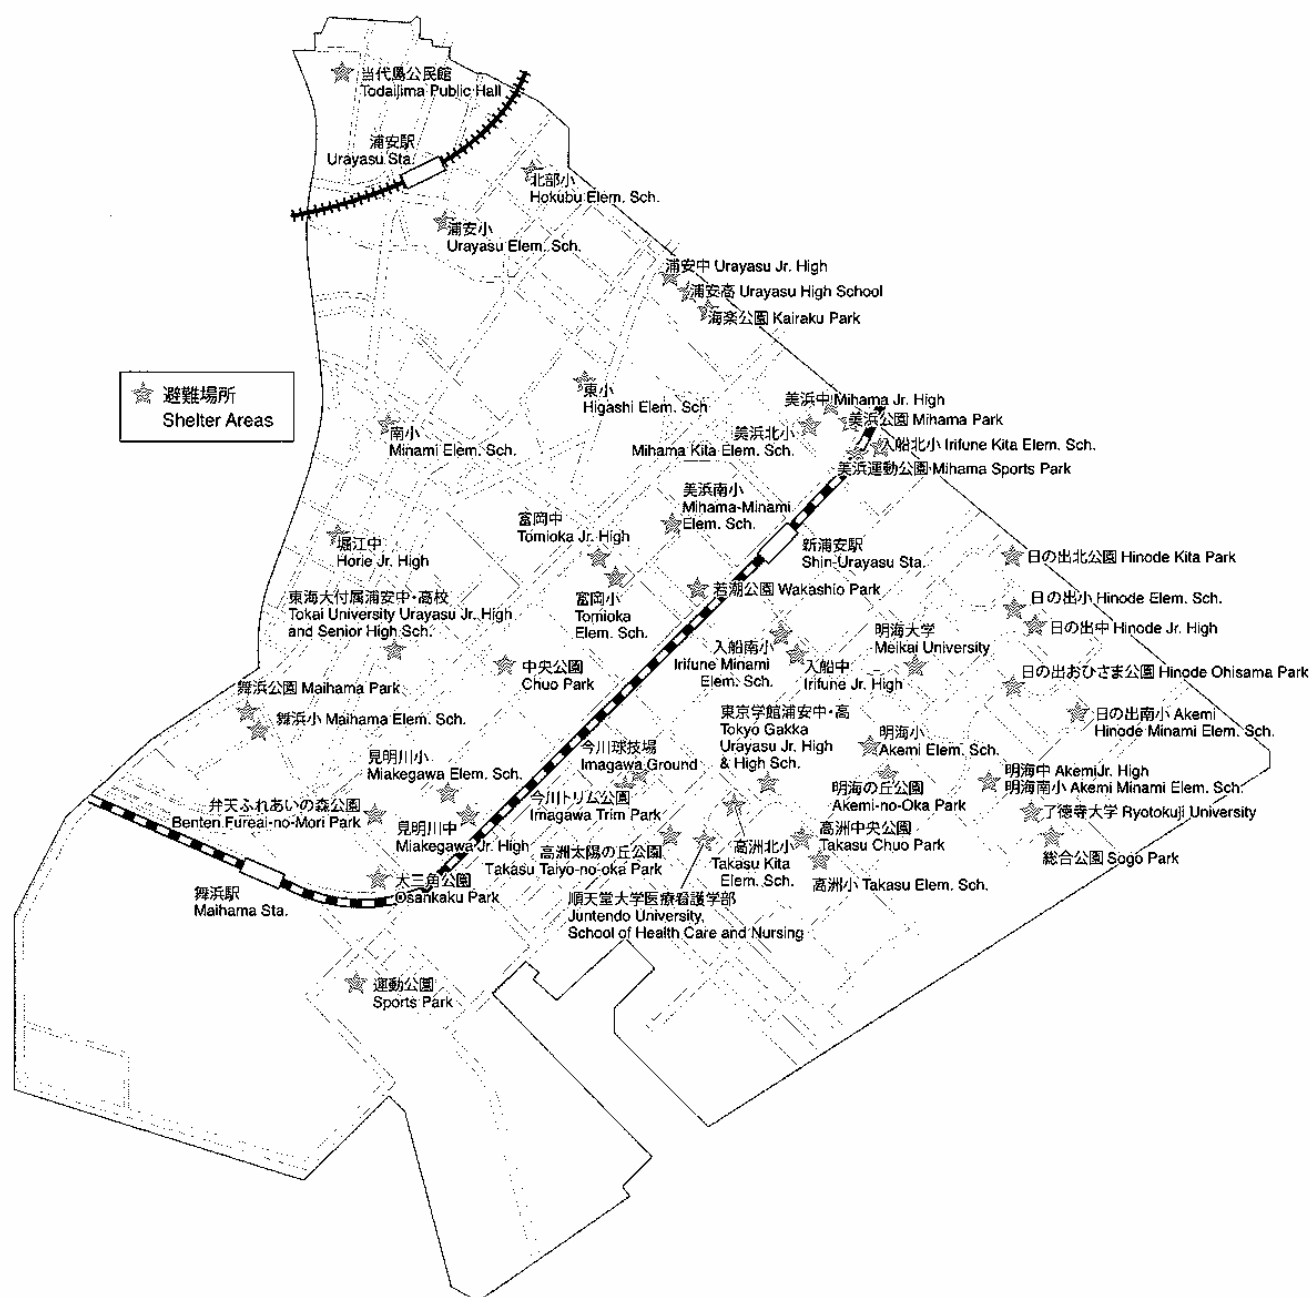 当代島公民館
Todaijima Public Hall
浦安駅
Urayasu Sta.
北部小
Hokubu Elem. Sch.
浦安小
Urayasu Elem. Sch.
浦安中 Urayasu Jr. High
浦安高 Urayasu High School
海楽公園 Kairaku Park
避難場所
Shelter Areas
東小
Higashi Elem. Sch
美浜中 Mihama Jr. High
美浜公園 Mihama Park
南小
Minami Elem. Sch.
美浜北小
Mihama Kita Elem. Sch.
入船北小 Irifune Kita Elem. Sch.
美浜運動公園 Mihama Sports Park
美浜南小
Mihama-Minami
Elem. Sch.
富岡中
Tomioka Jr. High
堀江中
Horie Jr. High
新浦安駅
Shin-Urayasu Sta.
日の出北公園 Hinode Kita Park
東海大付属浦安中・高校
Tokai University Urayasu Jr. High
and Senior High Sch.
富岡小
Tomioka
Elem. Sch.
若潮公園 Wakashio Park
日の出小 Hinode Elem. Sch.
日の出中 Hinode Jr. High
中央公園
Chuo Park
入船南小
Irifune Minami
Elem. Sch.
入船中
Irifune Jr. High
明海大学
Meikai University
日の出おひさま公園 Hinode Ohisama Park
舞浜公園 Maihama Park
舞浜小 Maihama Elem. Sch.
東京学館浦安中・高
Tokyo Gakka
Urayasu Jr. High
& High Sch.
日の出南小 Akemi
Hinode Minami Elem. Sch.
見明川小
Miakegawa Elem. Sch.
今川球技場
Imagawa Ground
明海小
Akemi Elem. Sch.
明海中 AkemiJr. High
明海南小 Akemi Minami Elem. Sch.
弁天ふれあいの森公園
Benten Fureai-no-Mori Park
見明川中
Miakegawa Jr. High
今川トリム公園
Imagawa Trim Park
明海の丘公園
Akemi-no-Oka Park
了徳寺大学 Ryotokuji University
高洲太陽の丘公園
Takasu Taiyo-no-oka Park
高洲北小
Takasu Kita
Elem. Sch.
高洲中央公園
Takasu Chuo Park
総合公園 Sogo Park
舞浜駅
Maihama Sta.
大三角公園
Osankaku Park
順天堂大学医療看護学部
Juntendo University,
School of Health Care and Nursing
高洲小 Takasu Elem. Sch.
運動公園
Sports Park